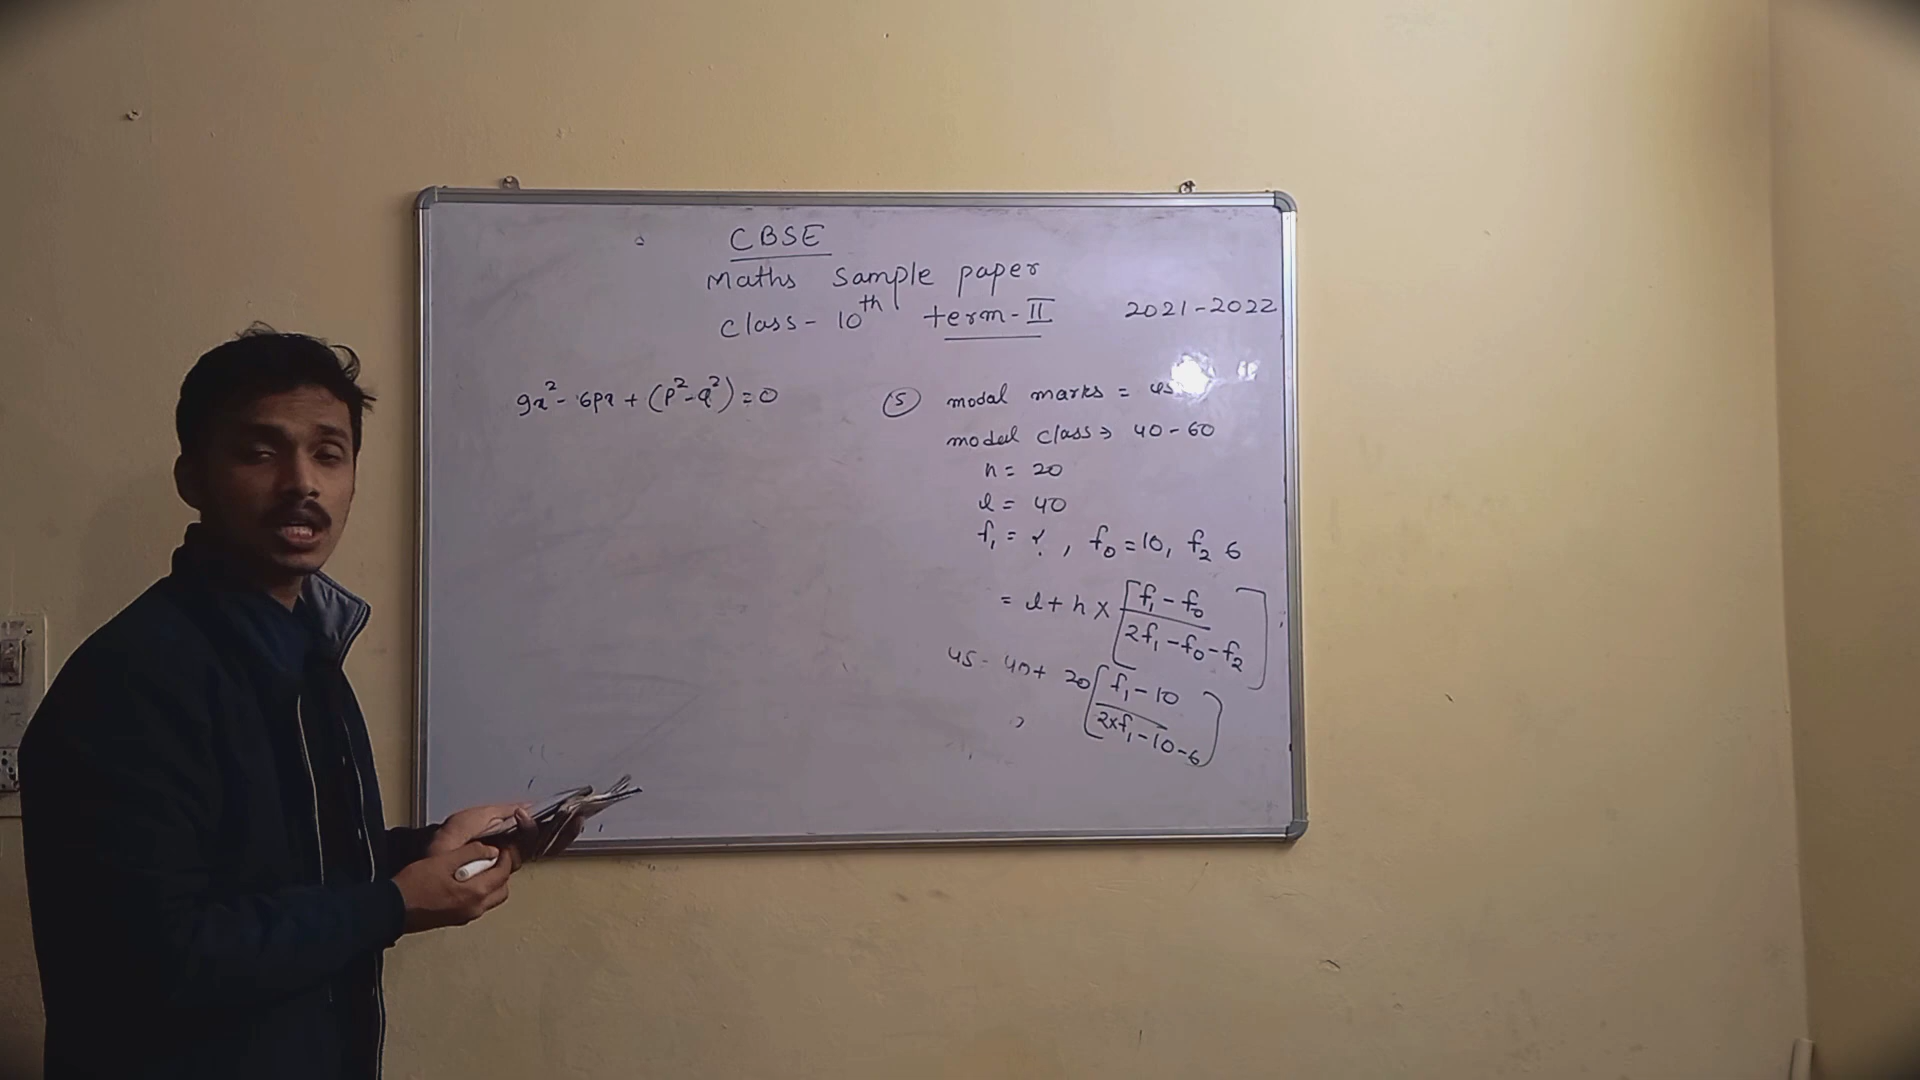 CBSE
Maths Sample paper
class - 10th term - II 2021-2022
9x² - 6px + (p² - q²) = 0
(5) modal marks = 45
modal class → 40 - 60
h = 20
l = 40
f₁ = ?, f₀ = 10, f₂ 6
= l + h × [f₁ - f₀ / 2f₁ - f₀ - f₂]
45 - 40 + 20 [f₁ - 10 / 2×f₁ - 10 - 6]